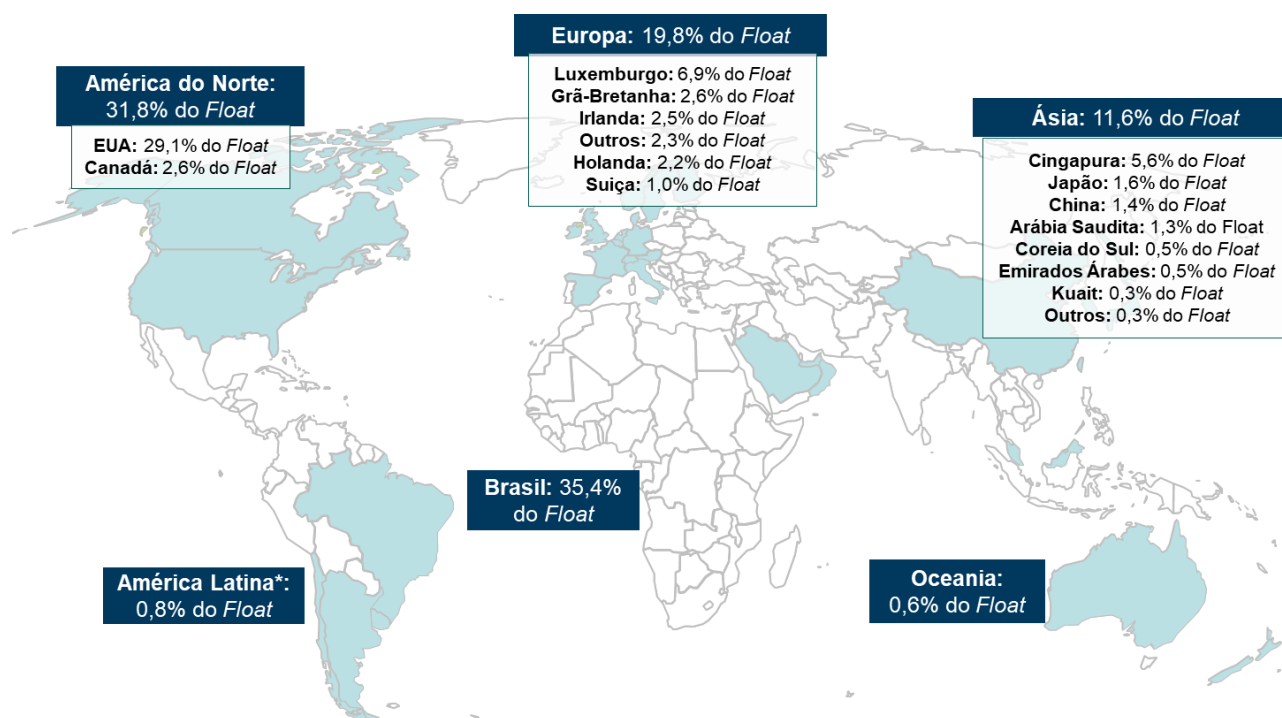 América do Norte:
31,8% do Float
EUA: 29,1% do Float
Canadá: 2,6% do Float
Europa: 19,8% do Float
Luxemburgo: 6,9% do Float
Grã-Bretanha: 2,6% do Float
Irlanda: 2,5% do Float
Outros: 2,3% do Float
Holanda: 2,2% do Float
Suiça: 1,0% do Float
Ásia: 11,6% do Float
Cingapura: 5,6% do Float
Japão: 1,6% do Float
China: 1,4% do Float
Arábia Saudita: 1,3% do Float
Coreia do Sul: 0,5% do Float
Emirados Árabes: 0,5% do Float
Kuait: 0,3% do Float
Outros: 0,3% do Float
Brasil: 35,4%
do Float
América Latina*:
0,8% do Float
Oceania:
0,6% do Float